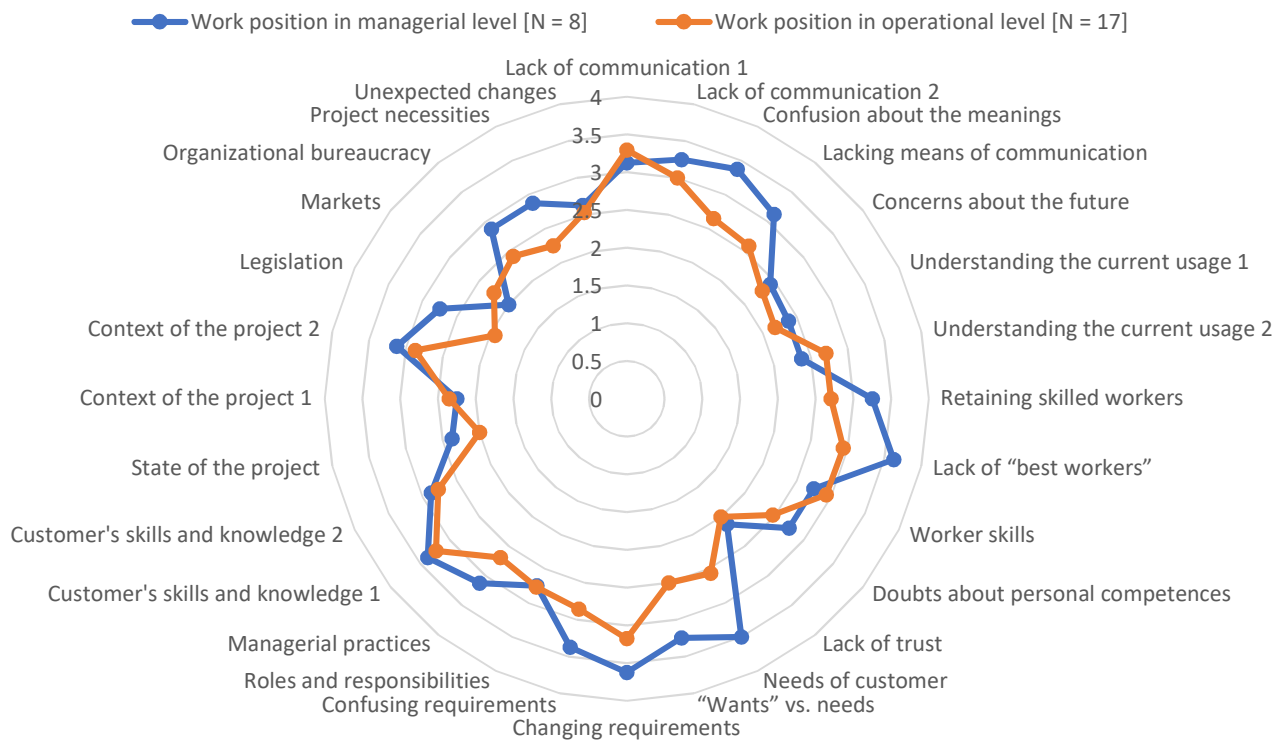 Work position in managerial level [N = 8]
Work position in operational level [N = 17]
Lack of communication 1
Lack of communication 2
Confusion about the meanings
Lacking means of communication
Concerns about the future
Understanding the current usage 1
Understanding the current usage 2
Retaining skilled workers
Lack of “best workers”
Worker skills
Doubts about personal competences
Lack of trust
Needs of customer
“Wants” vs. needs
Changing requirements
Confusing requirements
Roles and responsibilities
Managerial practices
Customer's skills and knowledge 1
Customer's skills and knowledge 2
State of the project
Context of the project 1
Context of the project 2
Legislation
Markets
Organizational bureaucracy
Project necessities
Unexpected changes
4
3.5
3
2.5
2
1.5
1
0.5
0